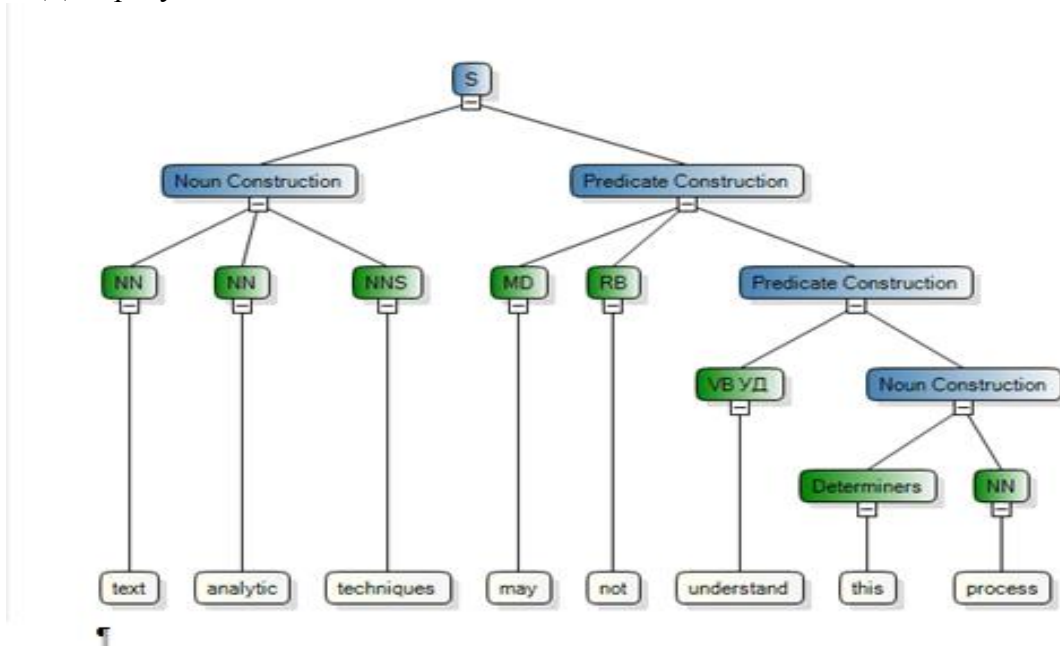 S
Noun Construction Predicate Construction
NN NN NNS MD RB Predicate Construction
VB УД Noun Construction
Determiners NN
text analytic techniques may not understand this process
¶